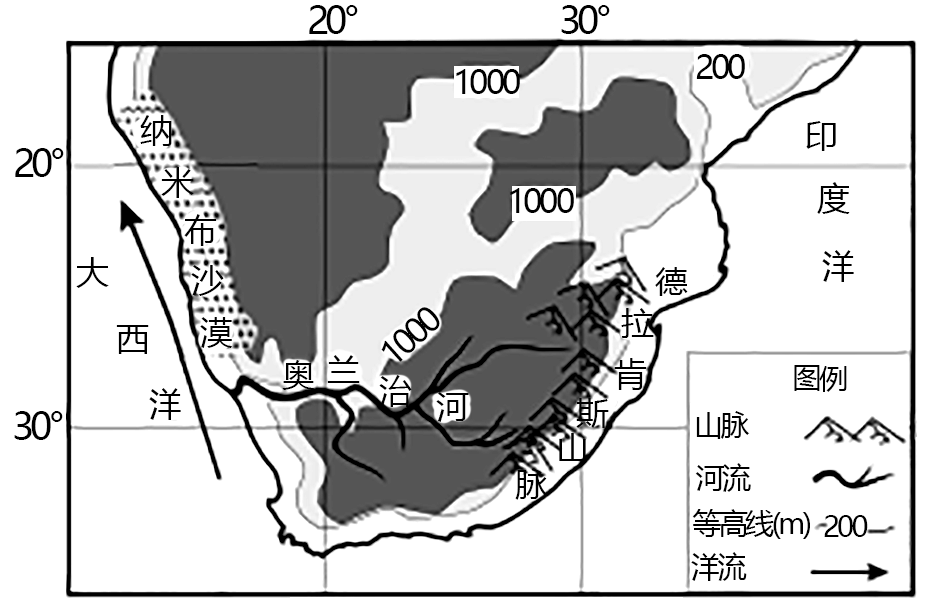 20° 30°
1000
200
纳米布沙漠
印度洋
20°
1000
大西洋
德拉肯斯山脉
1000
奥兰治河
30°
图例
山脉
河流
等高线(m) 200
洋流